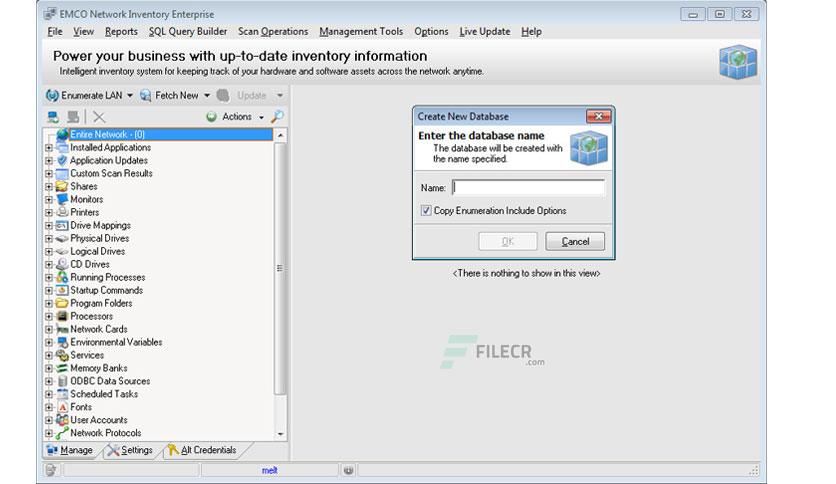 EMCO Network Inventory Enterprise
File View Reports SQL Query Builder Scan Operations Management Tools Options Live Update Help
Power your business with up-to-date inventory information
Intelligent inventory system for keeping track of your hardware and software assets across the network anytime.
Enumerate LAN Fetch New Update
Actions
Entire Network - (0)
Installed Applications
Application Updates
Custom Scan Results
Shares
Monitors
Printers
Drive Mappings
Physical Drives
Logical Drives
CD Drives
Running Processes
Startup Commands
Program Folders
Processors
Network Cards
Environmental Variables
Services
Memory Banks
ODBC Data Sources
Scheduled Tasks
Fonts
User Accounts
Network Protocols
Manage Settings Alt Credentials
melt
Create New Database
Enter the database name
The database will be created with
the name specified.
Name:
Copy Enumeration Include Options
OK Cancel
<There is nothing to show in this view>
FILECR
.com